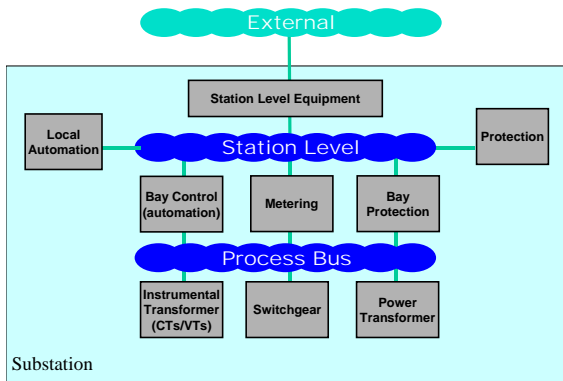 External
Station Level Equipment
Local
Automation
Station Level
Protection
Bay Control
(automation)
Metering
Bay
Protection
Process Bus
Instrumental
Transformer
(CTs/VTs)
Switchgear
Power
Transformer
Substation